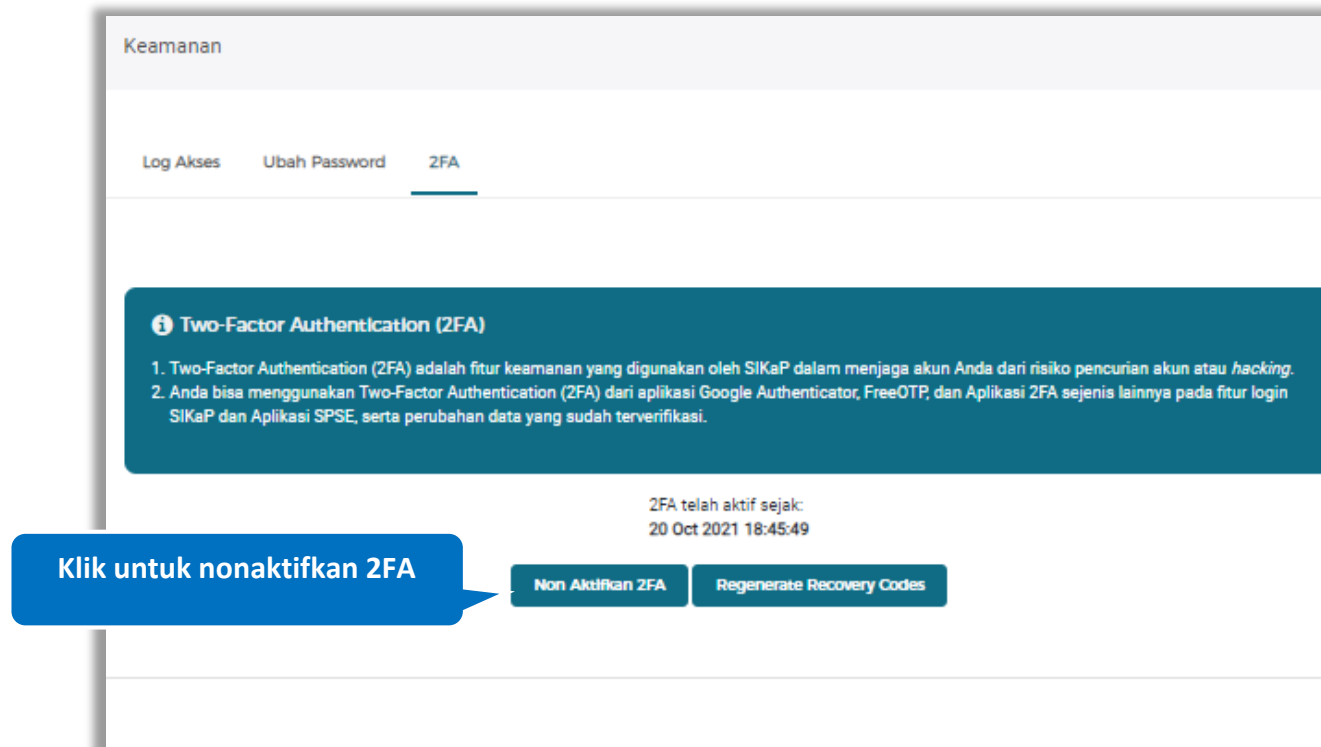 Keamanan
Log Akses Ubah Password 2FA
Two-Factor Authentication (2FA)
1. Two-Factor Authentication (2FA) adalah fitur keamanan yang digunakan oleh SIKaP dalam menjaga akun Anda dari risiko pencurian akun atau hacking.
2. Anda bisa menggunakan Two-Factor Authentication (2FA) dari aplikasi Google Authenticator, FreeOTP, dan Aplikasi 2FA sejenis lainnya pada fitur login
SIKaP dan Aplikasi SPSE, serta perubahan data yang sudah terverifikasi.
2FA telah aktif sejak:
20 Oct 2021 18:45:49
Klik untuk nonaktifkan 2FA
Non Aktifkan 2FA Regenerate Recovery Codes